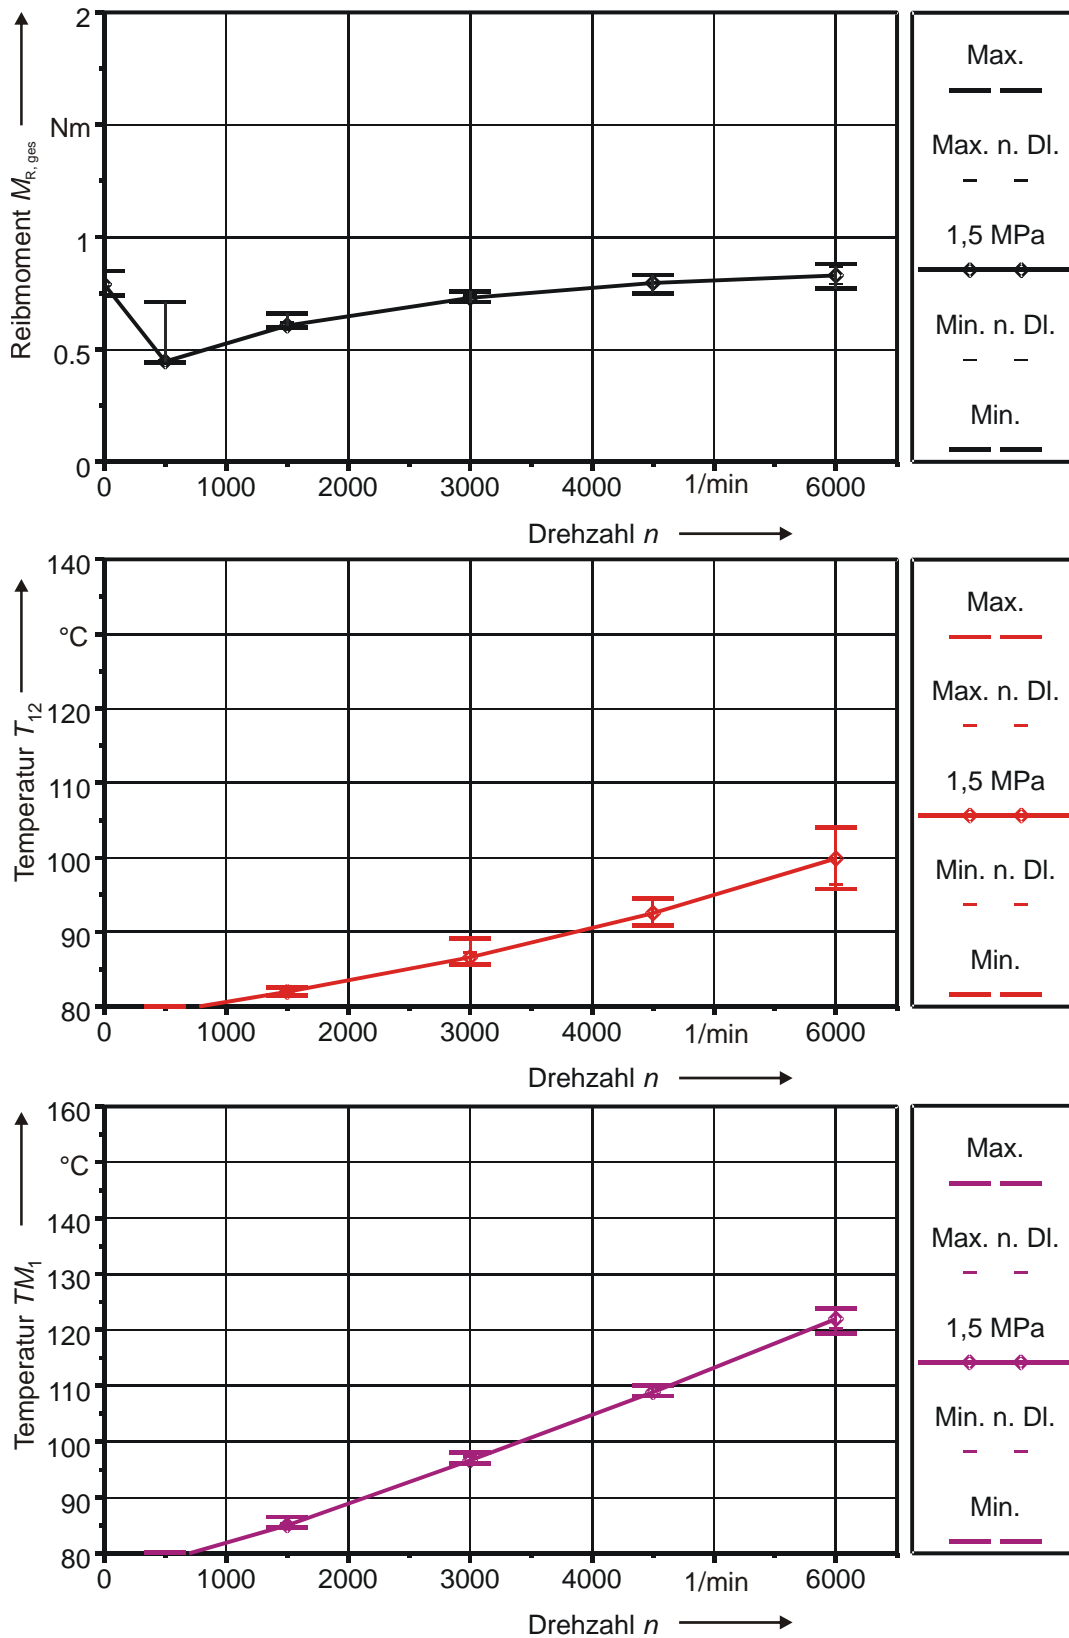 Reibmoment M R, ges
2
Nm
1
0.5
0
0 1000 2000 3000 4000 1/min 6000
Drehzahl n
Max.
Max. n. Dl.
1,5 MPa
Min. n. Dl.
Min.
Temperatur T 12
140
°C
120
110
100
90
80
0 1000 2000 3000 4000 1/min 6000
Drehzahl n
Max.
Max. n. Dl.
1,5 MPa
Min. n. Dl.
Min.
Temperatur TM 1
160
°C
140
130
120
110
100
90
80
0 1000 2000 3000 4000 1/min 6000
Drehzahl n
Max.
Max. n. Dl.
1,5 MPa
Min. n. Dl.
Min.